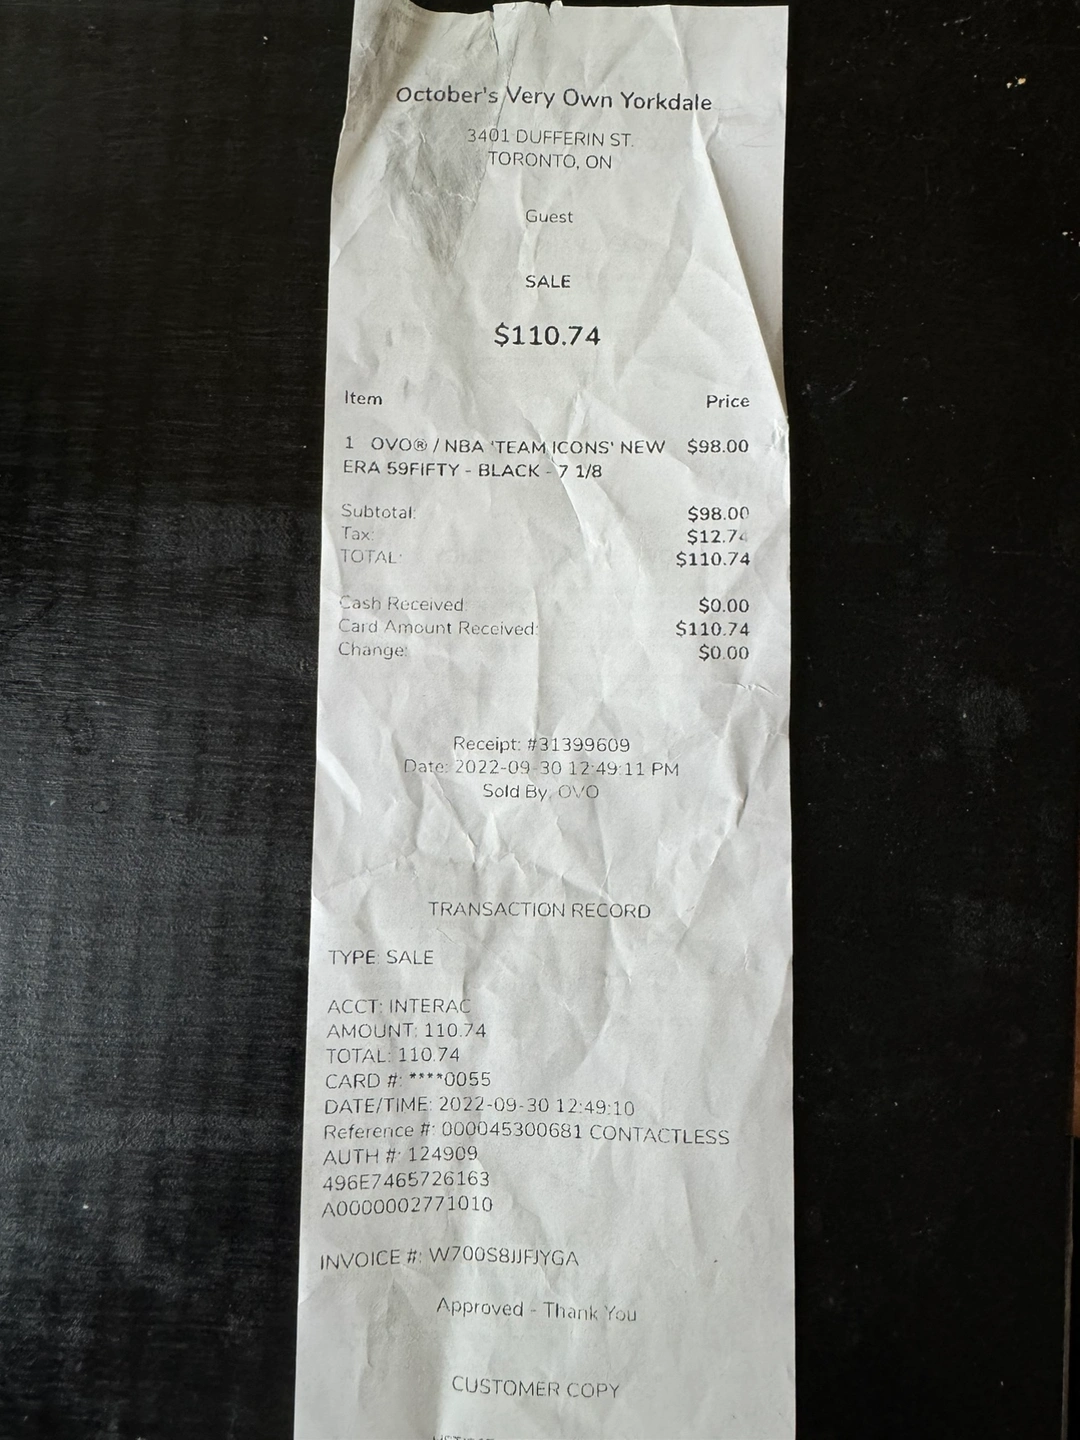 October's Very Own Yorkdale
3401 DUFFERIN ST.
TORONTO, ON
Guest
SALE
$110.74
Item Price
1 OVO® / NBA 'TEAM ICONS' NEW $98.00
ERA 59FIFTY - BLACK - 7 1/8
Subtotal: $98.00
Tax: $12.74
TOTAL: $110.74
Cash Received: $0.00
Card Amount Received: $110.74
Change: $0.00
Receipt: #31399609
Date: 2022-09-30 12:49:11 PM
Sold By: OVO
TRANSACTION RECORD
TYPE: SALE
ACCT: INTERAC
AMOUNT: 110.74
TOTAL: 110.74
CARD #: ****0055
DATE/TIME: 2022-09-30 12:49:10
Reference #: 000045300681 CONTACTLESS
AUTH #: 124909
496E7465726163
A0000002771010
INVOICE #: W700S8JJFJYGA
Approved - Thank You
CUSTOMER COPY